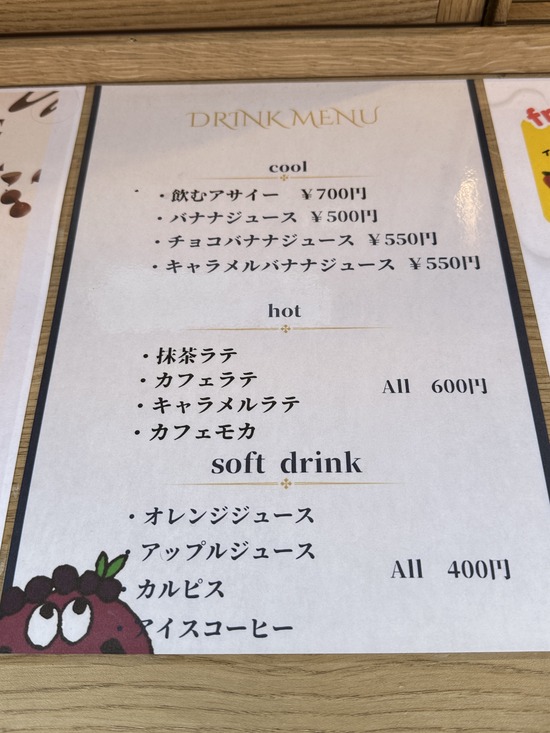 DRINK MENU
cool
・飲むアサイー ￥700円
・バナナジュース ￥500円
・チョコバナナジュース ￥550円
・キャラメルバナナジュース ￥550円
hot
・抹茶ラテ
・カフェラテ
All 600円
・キャラメルラテ
・カフェモカ
soft drink
・オレンジジュース
アップルジュース
All 400円
カルピス
アイスコーヒー